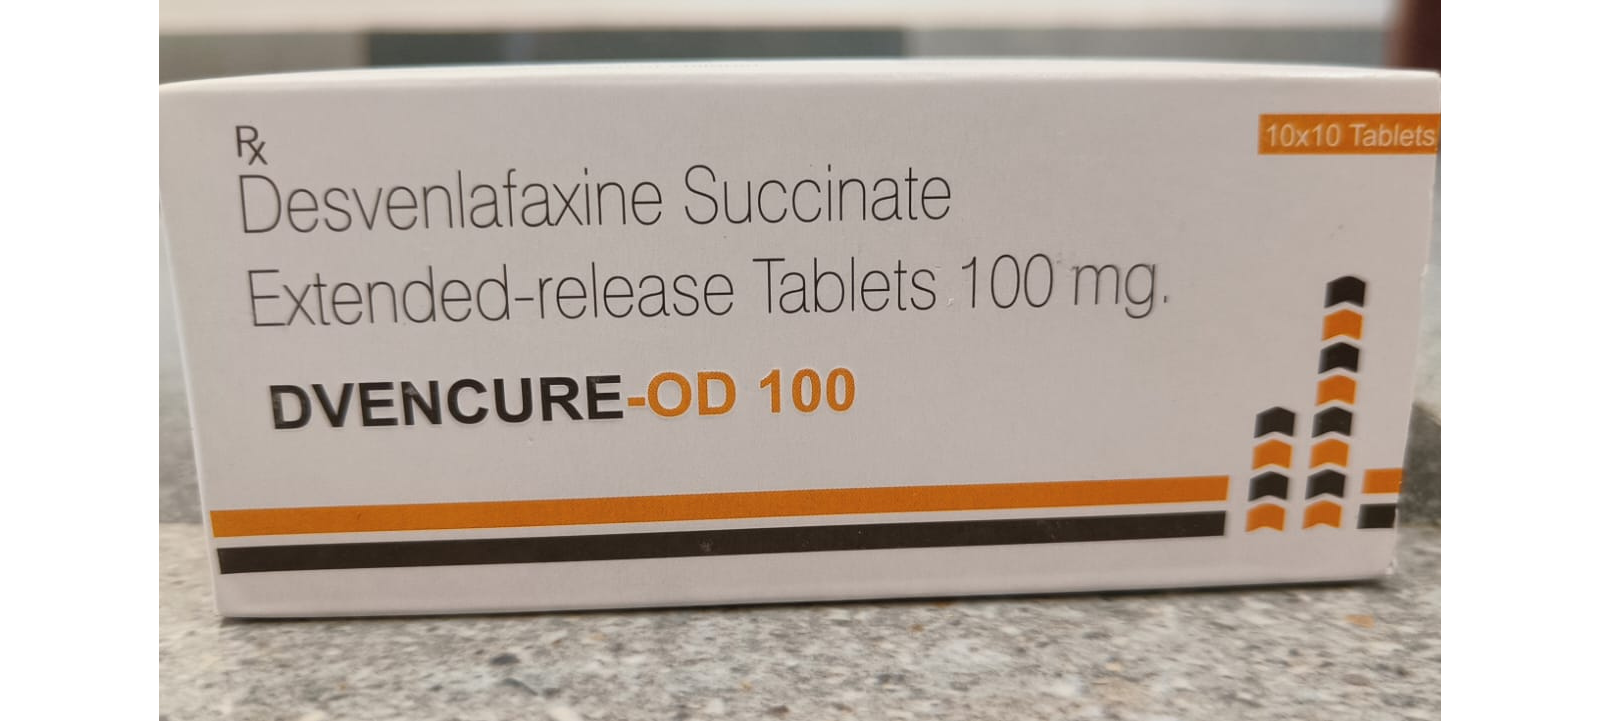 Rx
10x10 Tablets
Desvenlafaxine Succinate
Extended-release Tablets 100 mg.
DVENCURE-OD 100